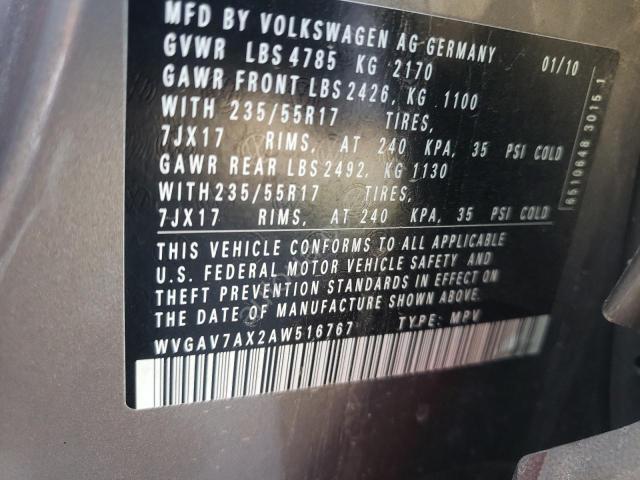 MFD BY VOLKSWAGEN AG GERMANY
01/10
GVWR LBS 4785 KG 2170
GAWR FRONT LBS 2426, KG 1100
WITH 235/55R17 TIRES,
7JX17 RIMS, AT 240 KPA, 35 PSI COLD
GAWR REAR LBS 2492, KG 1130
WITH 235/55R17 TIRES,
7JX17 RIMS, AT 240 KPA, 35 PSI COLD
THIS VEHICLE CONFORMS TO ALL APPLICABLE
U.S. FEDERAL MOTOR VEHICLE SAFETY AND
THEFT PREVENTION STANDARDS IN EFFECT ON
THE DATE OF MANUFACTURE SHOWN ABOVE.
WVGAV7AX2AW516767 TYPE: MPV
6510648 3015 1